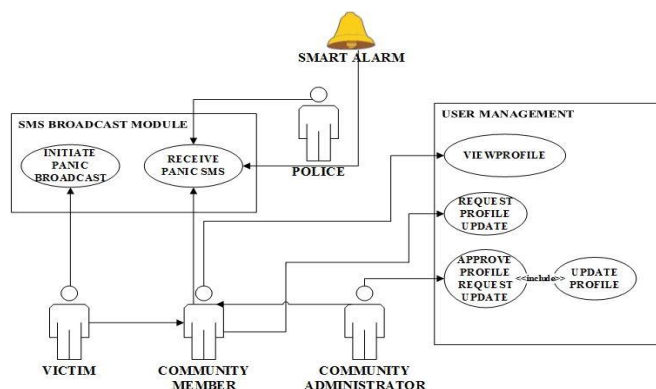 SMART ALARM
SMS BROADCAST MODULE
INITIATE
PANIC
BROADCAST
RECEIVE
PANIC SMS
POLICE
USER MANAGEMENT
VIEWPROFILE
REQUEST
PROFILE
UPDATE
APPROVE
PROFILE
REQUEST
UPDATE
<<include>>
UPDATE
PROFILE
VICTIM
COMMUNITY
MEMBER
COMMUNITY
ADMINISTRATOR